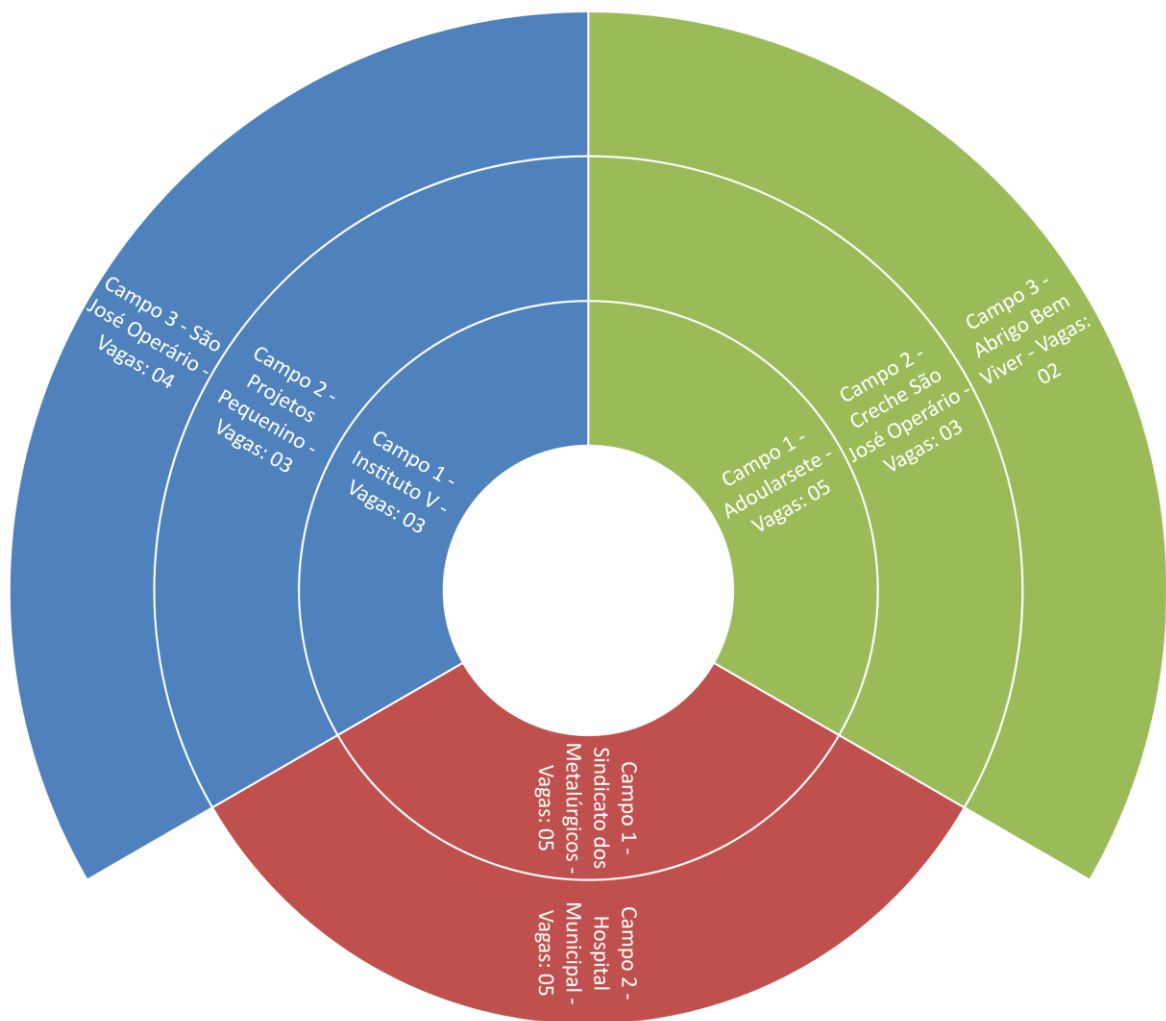 Campo 3 - São
José Operário -
Vagas: 04
Campo 2 -
Projetos
Pequenino -
Vagas: 03
Campo 1 -
Instituto V -
Vagas: 03
Campo 1 -
Adoularsete -
Vagas: 05
Campo 2 -
Creche São
José Operário -
Vagas: 03
Campo 3 -
Abrigo Bem
Viver - Vagas:
02
Campo 1 -
Sindicato dos
Metalúrgicos -
Vagas: 05
Campo 2 -
Hospital
Municipal -
Vagas: 05